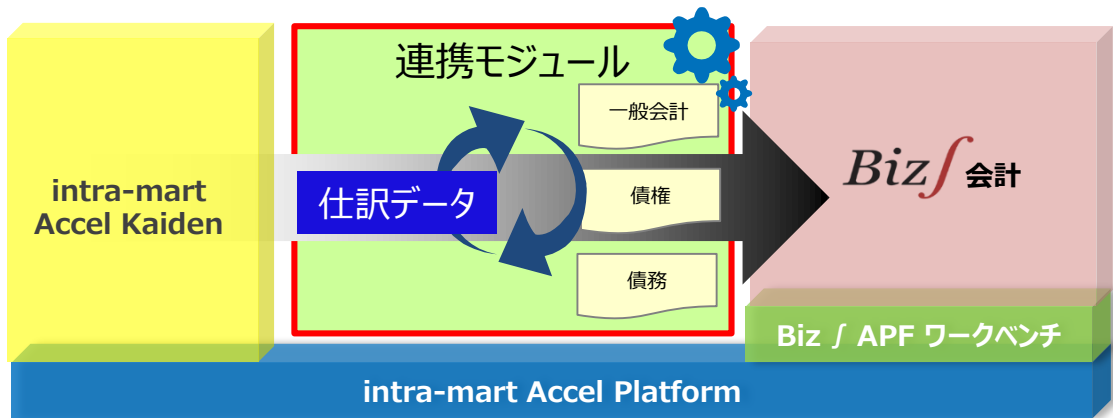 intra-mart
Accel Kaiden
連携モジュール
仕訳データ
一般会計
債権
債務
Biz∫ 会計
Biz ∫ APF ワークベンチ
intra-mart Accel Platform